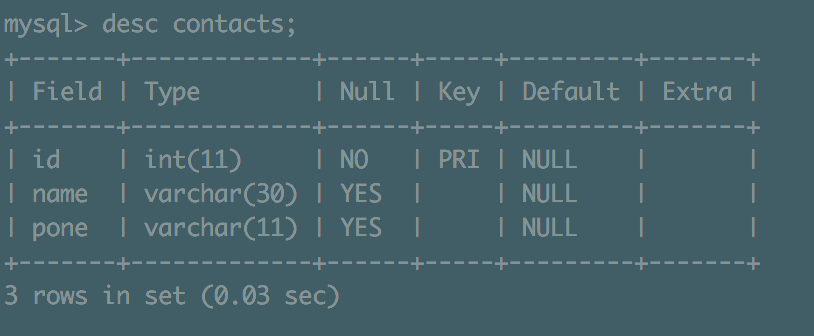 mysql> desc contacts;
+-------+-------------+------+-----+---------+-------+
| Field | Type        | Null | Key | Default | Extra |
+-------+-------------+------+-----+---------+-------+
| id    | int(11)     | NO   | PRI | NULL    |       |
| name  | varchar(30) | YES  |     | NULL    |       |
| pone  | varchar(11) | YES  |     | NULL    |       |
+-------+-------------+------+-----+---------+-------+
3 rows in set (0.03 sec)